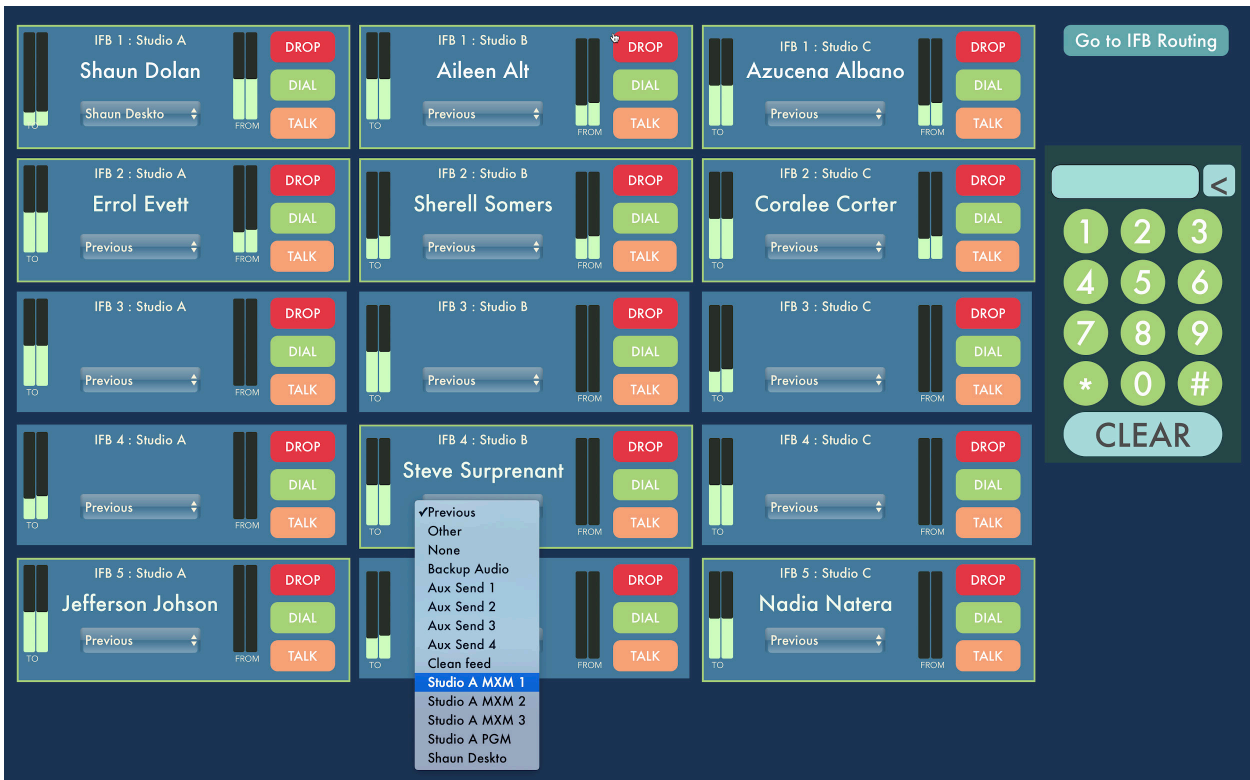 IFB 1 : Studio A
Shaun Dolan
Shaun Deskto
TO
FROM
DROP
DIAL
TALK
IFB 1 : Studio B
Aileen Alt
Previous
TO
FROM
DROP
DIAL
TALK
IFB 1 : Studio C
Azucena Albano
Previous
TO
FROM
DROP
DIAL
TALK
Go to IFB Routing
IFB 2 : Studio A
Errol Evett
Previous
TO
FROM
DROP
DIAL
TALK
IFB 2 : Studio B
Sherell Somers
Previous
TO
FROM
DROP
DIAL
TALK
IFB 2 : Studio C
Coralee Corter
Previous
TO
FROM
DROP
DIAL
TALK
<
1 2 3
4 5 6
7 8 9
* 0 #
CLEAR
IFB 3 : Studio A
Previous
TO
FROM
DROP
DIAL
TALK
IFB 3 : Studio B
Previous
TO
FROM
DROP
DIAL
TALK
IFB 3 : Studio C
Previous
TO
FROM
DROP
DIAL
TALK
IFB 4 : Studio A
Previous
TO
FROM
DROP
DIAL
TALK
IFB 4 : Studio B
Steve Surprenant
TO
FROM
DROP
DIAL
TALK
✓Previous
Other
None
Backup Audio
Aux Send 1
Aux Send 2
Aux Send 3
Aux Send 4
Clean feed
Studio A MXM 1
Studio A MXM 2
Studio A MXM 3
Studio A PGM
Shaun Deskto
IFB 4 : Studio C
Previous
TO
FROM
DROP
DIAL
TALK
IFB 5 : Studio A
Jefferson Johson
Previous
TO
FROM
DROP
DIAL
TALK
TO
FROM
DROP
DIAL
TALK
IFB 5 : Studio C
Nadia Natera
Previous
TO
FROM
DROP
DIAL
TALK